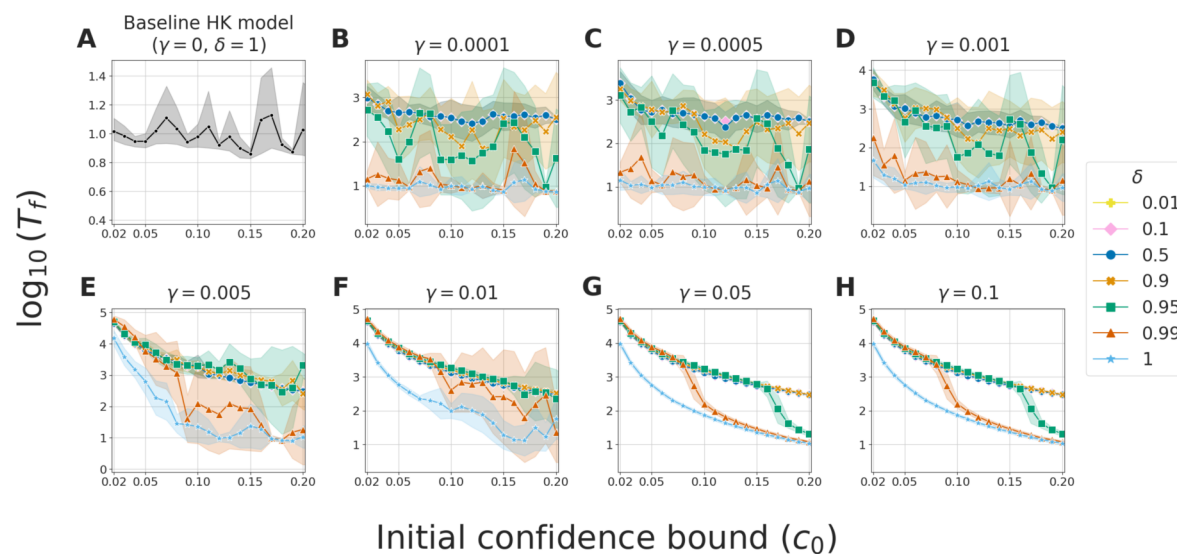 A
Baseline HK model
(γ = 0, δ = 1)
B
γ = 0.0001
C
γ = 0.0005
D
γ = 0.001
1.4
1.2
1.0
0.8
0.6
0.4
0.02 0.05 0.10 0.15 0.20
3
2
1
0.02 0.05 0.10 0.15 0.20
3
2
1
0.02 0.05 0.10 0.15 0.20
4
3
2
1
0.02 0.05 0.10 0.15 0.20
log10(Tf)
E
γ = 0.005
F
γ = 0.01
G
γ = 0.05
H
γ = 0.1
5
4
3
2
1
0
0.02 0.05 0.10 0.15 0.20
5
4
3
2
1
0.02 0.05 0.10 0.15 0.20
5
4
3
2
1
0.02 0.05 0.10 0.15 0.20
5
4
3
2
1
0.02 0.05 0.10 0.15 0.20
δ
0.01
0.1
0.5
0.9
0.95
0.99
1
Initial confidence bound (c0)